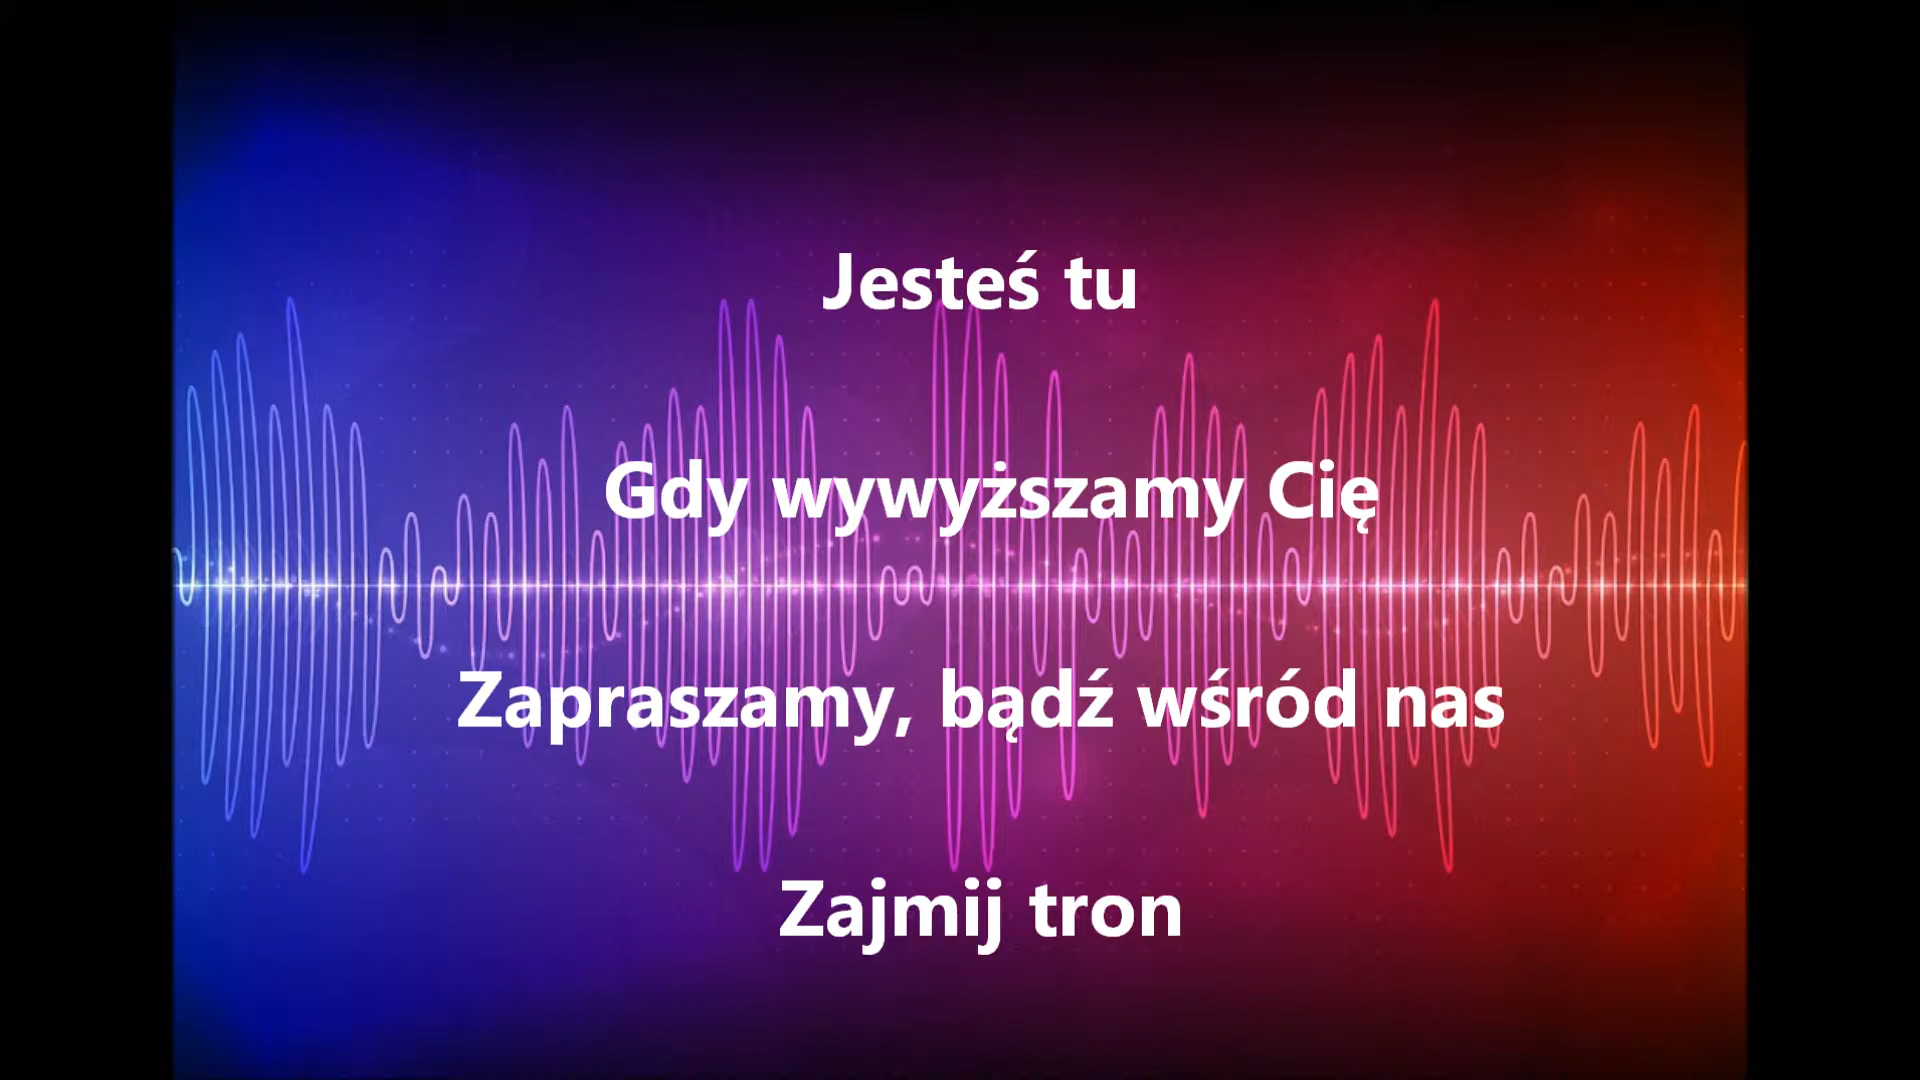 Jesteś tu
Gdy wywyższamy Cię
Zapraszamy, bądź wśród nas
Zajmij tron